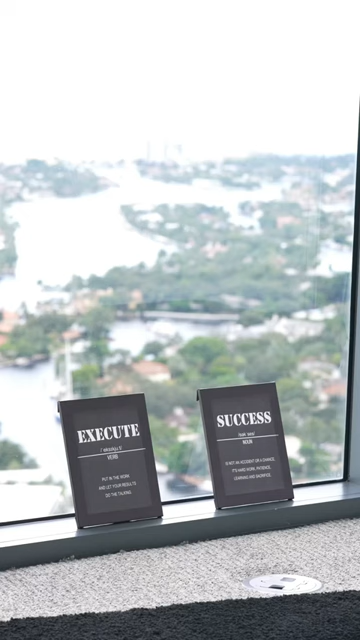 EXECUTE
VERB
PUT IN THE WORK
AND LET YOUR RESULTS
DO THE TALKING.
SUCCESS
NOUN
IS NOT AN ACCIDENT OR A CHANCE,
IT'S HARD WORK, PATIENCE,
LEARNING AND SACRIFICE.